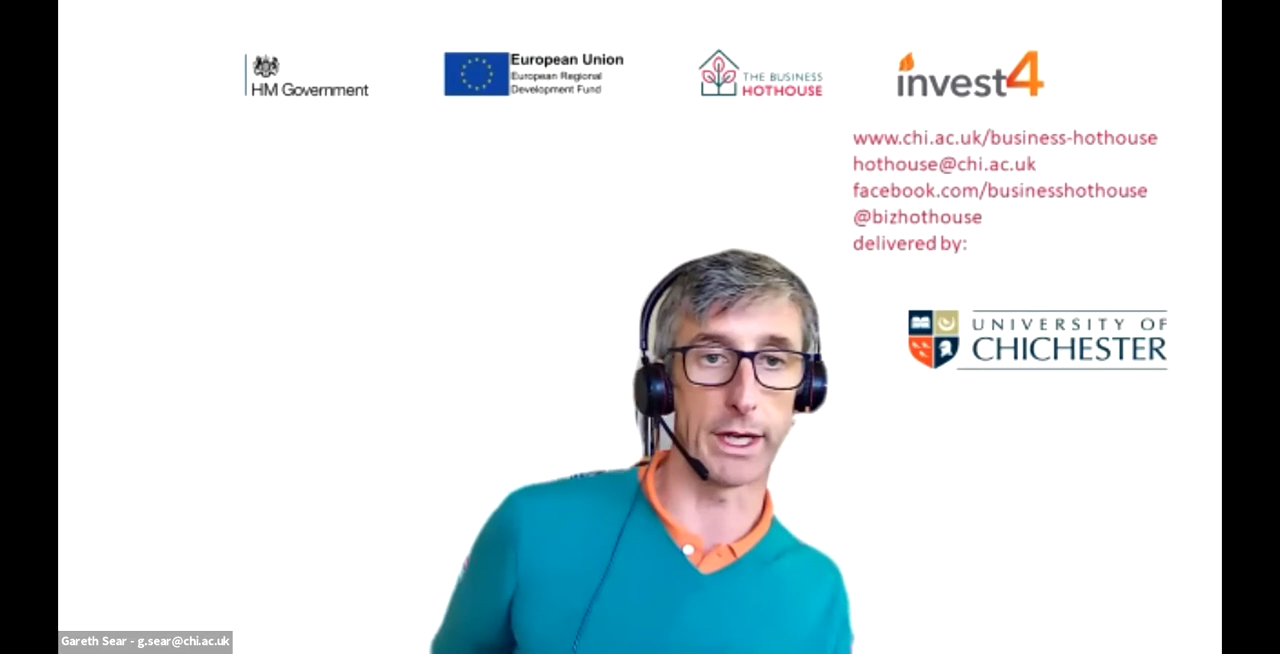 HM Government
European Union
European Regional
Development Fund
THE BUSINESS
HOTHOUSE
invest4
www.chi.ac.uk/business-hothouse
hothouse@chi.ac.uk
facebook.com/businesshothouse
@bizhothouse
delivered by:
UNIVERSITY OF
CHICHESTER
Gareth Sear - g.sear@chi.ac.uk